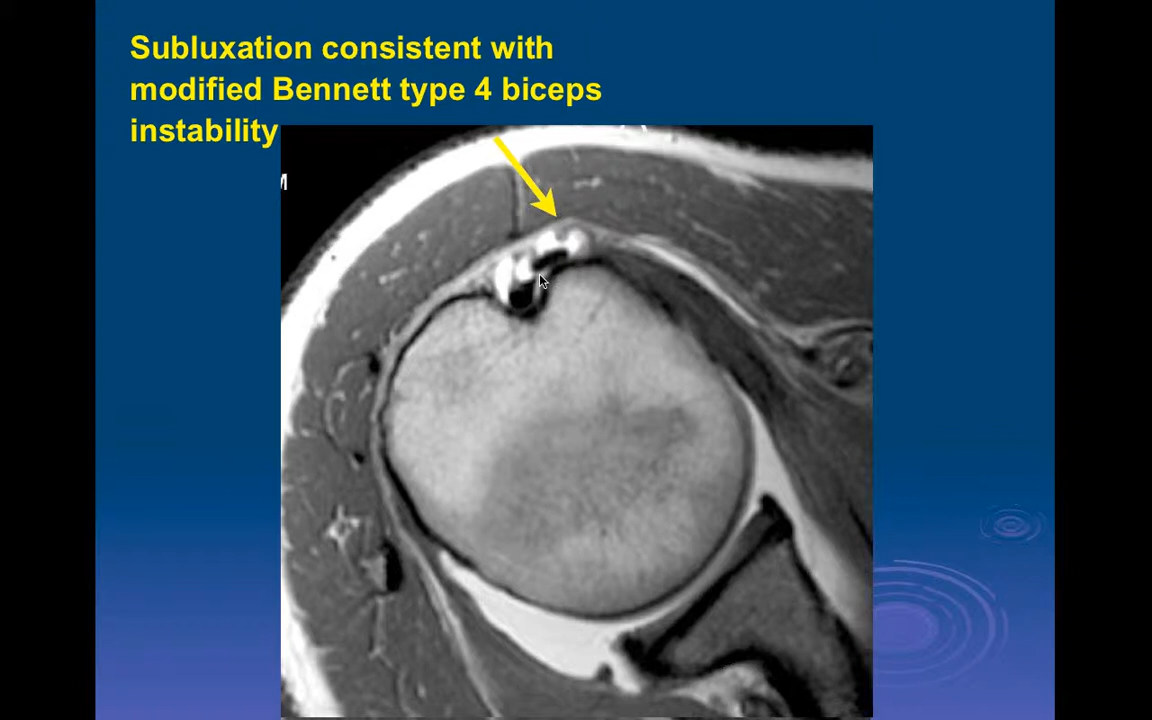 Subluxation consistent with
modified Bennett type 4 biceps
instability